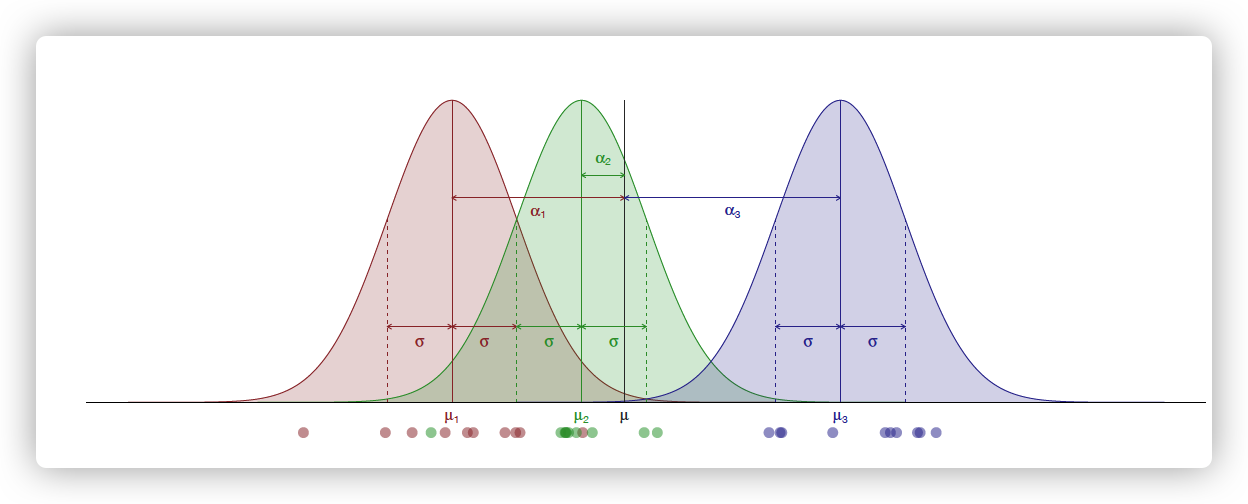 α₂
α₁ α₃
σ σ σ σ σ σ
μ₁ μ₂ μ μ₃